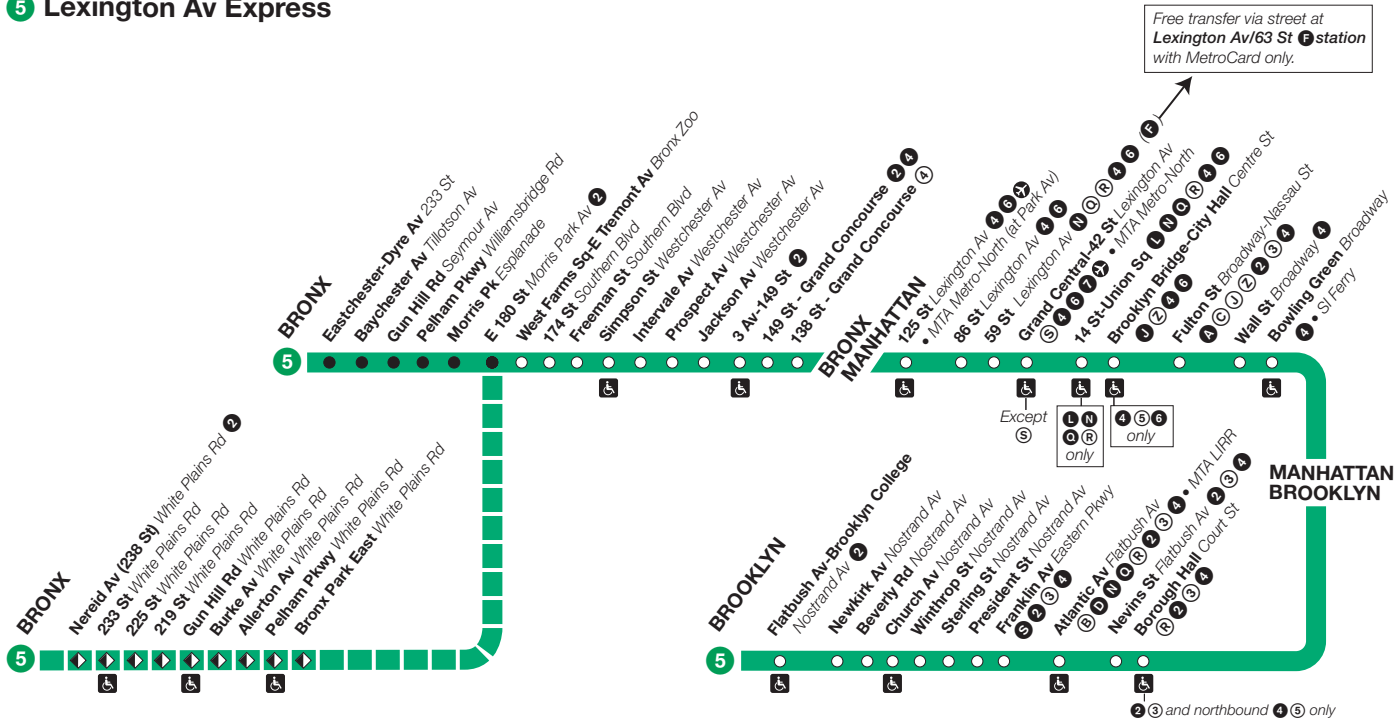 5 Lexington Av Express
Free transfer via street at
Lexington Av/63 St F station
with MetroCard only.
BRONX
5
Eastchester-Dyre Av 233 St
Baychester Av Tillotson Av
Gun Hill Rd Seymour Av
Pelham Pkwy Williamsbridge Rd
Morris Pk Esplanade
E 180 St Morris Park Av 2
West Farms Sq-E Tremont Av Bronx Zoo
174 St Southern Blvd
Freeman St Southern Blvd
Simpson St Westchester Av
Intervale Av Westchester Av
Prospect Av Westchester Av
Jackson Av Westchester Av
3 Av-149 St 2
149 St - Grand Concourse 2 4
138 St - Grand Concourse 4
BRONX
MANHATTAN
125 St Lexington Av 4 6
• MTA Metro-North (at Park Av)
86 St Lexington Av 4 6
59 St Lexington Av N Q R 4 6 (F)
Grand Central-42 St Lexington Av
S 4 6 7 • MTA Metro-North
14 St-Union Sq L N Q R 4 6
Brooklyn Bridge-City Hall Centre St
J Z 4 6
Fulton St Broadway-Nassau St
A C J Z 2 3 4
Wall St Broadway 4
Bowling Green Broadway
4 • SI Ferry
Except
S
L N
Q R
only
4 5 6
only
MANHATTAN
BROOKLYN
BRONX
5
Nereid Av (238 St) White Plains Rd 2
233 St White Plains Rd
225 St White Plains Rd
219 St White Plains Rd
Gun Hill Rd White Plains Rd
Burke Av White Plains Rd
Allerton Av White Plains Rd
Pelham Pkwy White Plains Rd
Bronx Park East White Plains Rd
BROOKLYN
5
Flatbush Av-Brooklyn College
Nostrand Av 2
Newkirk Av Nostrand Av
Beverly Rd Nostrand Av
Church Av Nostrand Av
Winthrop St Nostrand Av
Sterling St Nostrand Av
President St Nostrand Av
Franklin Av Eastern Pkwy
S 2 3 4
Atlantic Av Flatbush Av
B D N Q R 2 3 4 • MTA LIRR
Nevins St Flatbush Av 2 3 4
Borough Hall Court St
R 2 3 4
2 3 and northbound 4 5 only